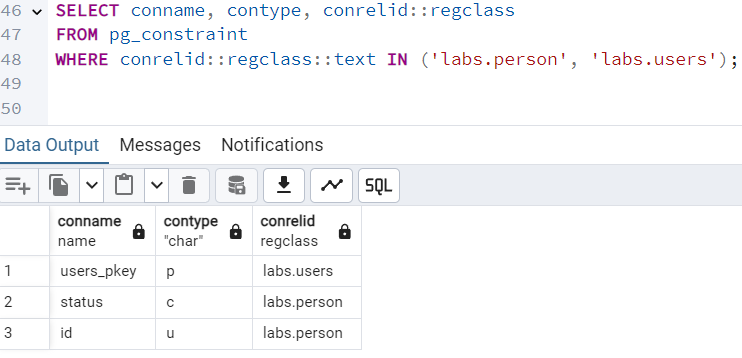 46 SELECT conname, contype, conrelid::regclass
47 FROM pg_constraint
48 WHERE conrelid::regclass::text IN ('labs.person', 'labs.users');
49
50
Data Output Messages Notifications
SQL
conname contype conrelid
name "char" regclass
1 users_pkey p labs.users
2 status c labs.person
3 id u labs.person